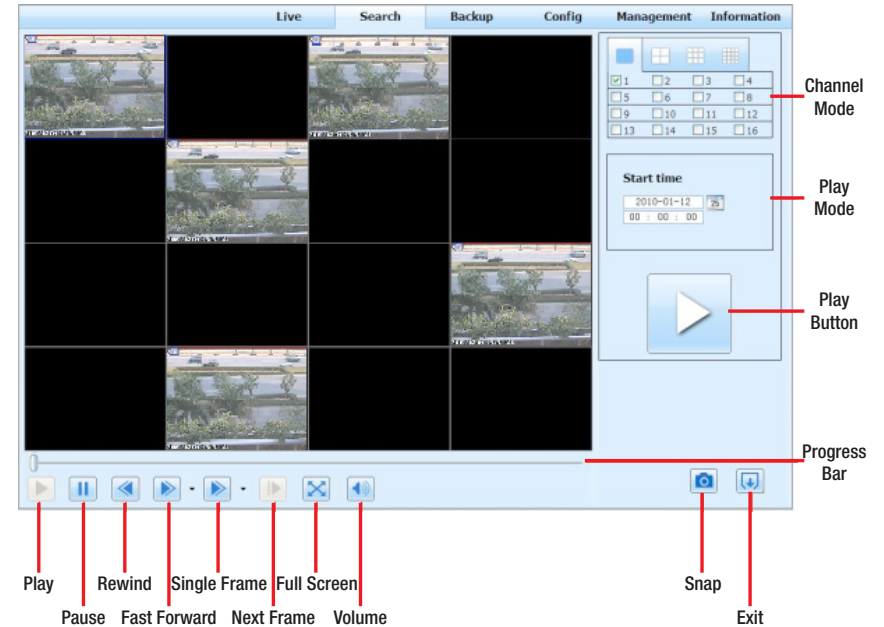 Live Search Backup Config Management Information
1 2 3 4
5 6 7 8
9 10 11 12
13 14 15 16
Channel
Mode
Start time
2010-01-12 25
00 : 00 : 00
Play
Mode
Play
Button
Progress
Bar
Play Rewind Single Frame Full Screen Snap
Pause Fast Forward Next Frame Volume Exit